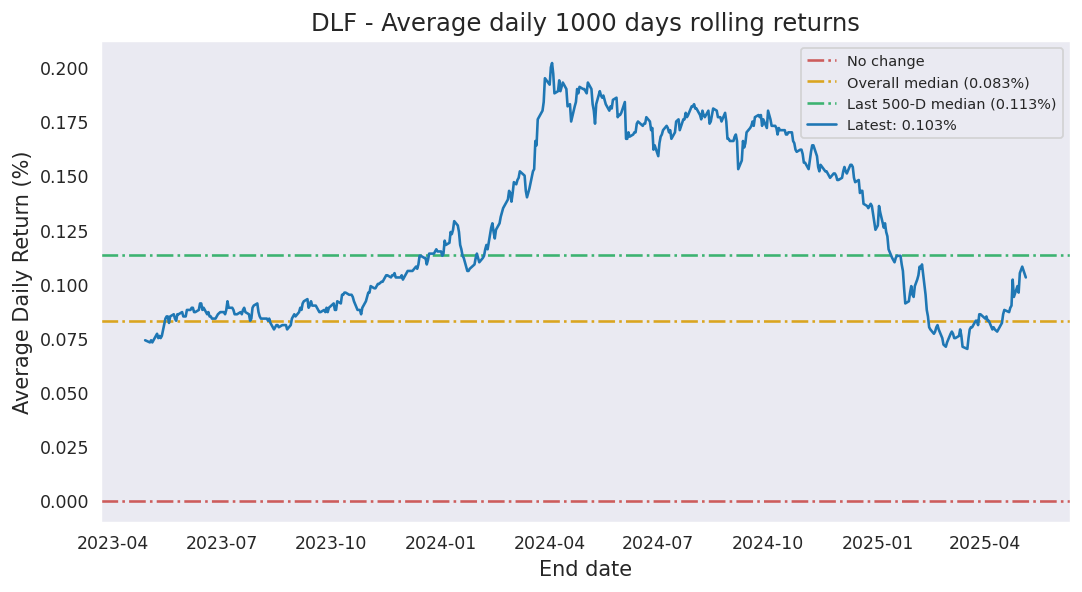 DLF - Average daily 1000 days rolling returns
No change
Overall median (0.083%)
Last 500-D median (0.113%)
Latest: 0.103%
Average Daily Return (%)
0.200
0.175
0.150
0.125
0.100
0.075
0.050
0.025
0.000
2023-04 2023-07 2023-10 2024-01 2024-04 2024-07 2024-10 2025-01 2025-04
End date